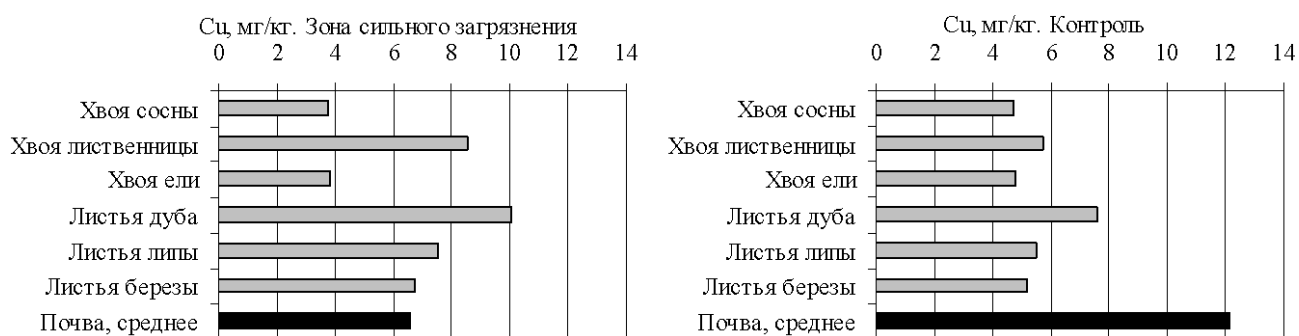 Cu, мг/кг. Зона сильного загрязнения
0 2 4 6 8 10 12 14
Хвоя сосны
Хвоя лиственницы
Хвоя ели
Листья дуба
Листья липы
Листья березы
Почва, среднее
Cu, мг/кг. Контроль
0 2 4 6 8 10 12 14
Хвоя сосны
Хвоя лиственницы
Хвоя ели
Листья дуба
Листья липы
Листья березы
Почва, среднее